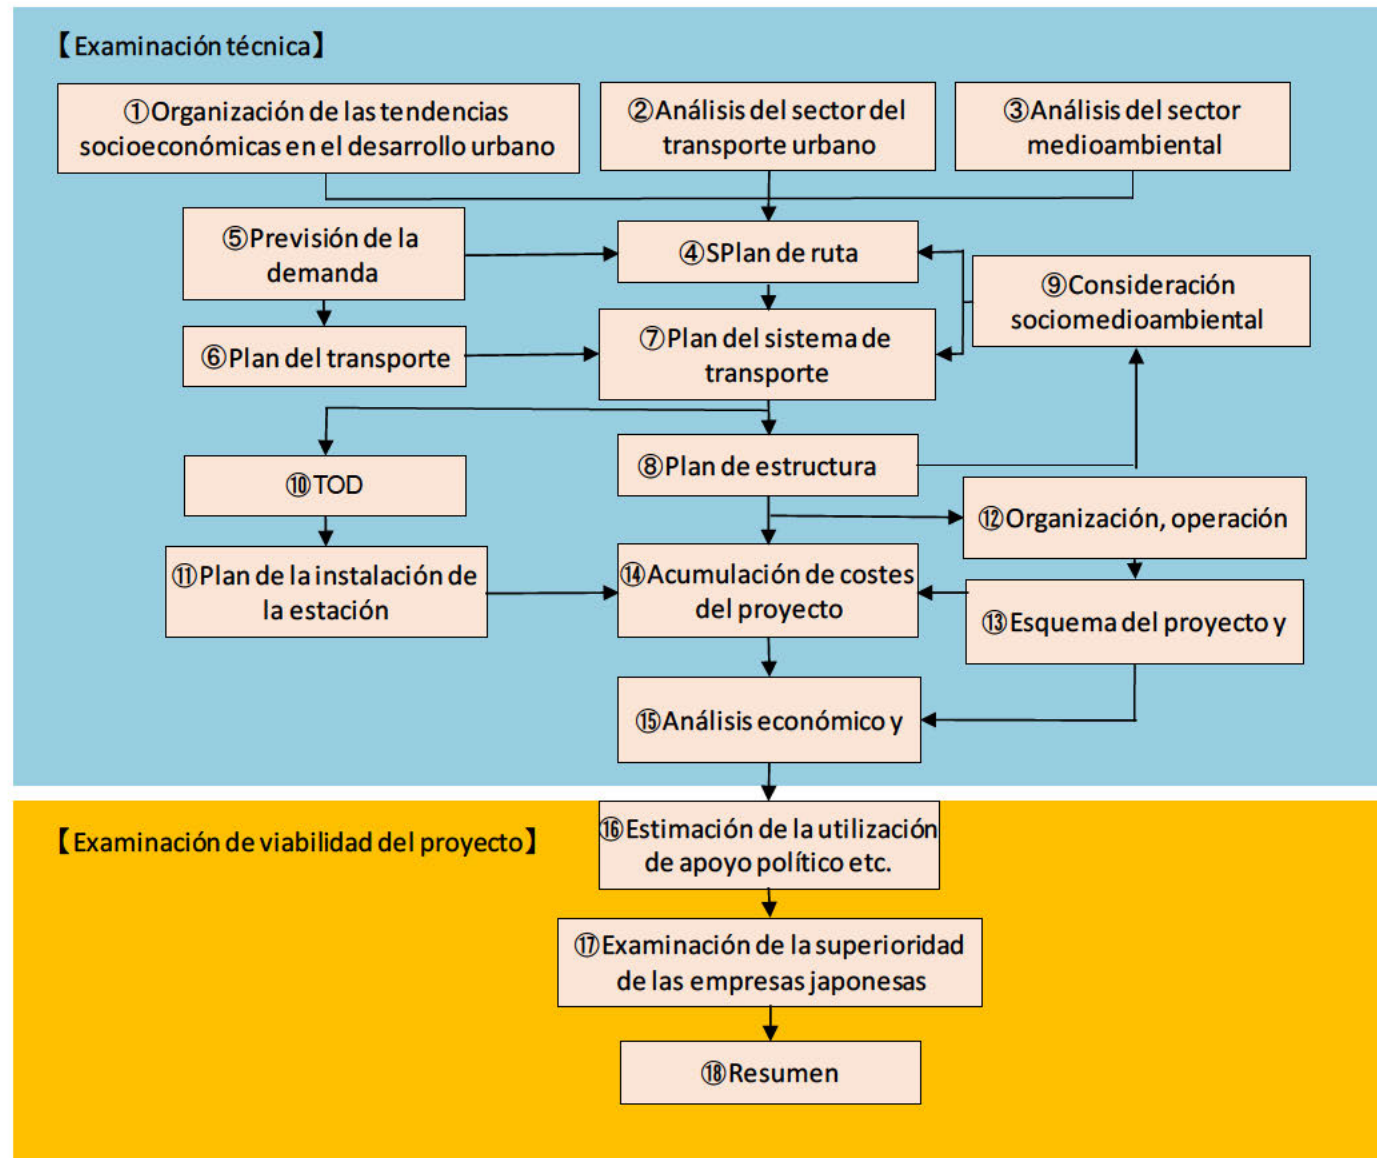 【Examinación técnica】
①Organización de las tendencias
socioeconómicas en el desarrollo urbano
②Análisis del sector del
transporte urbano
③Análisis del sector
medioambiental
⑤Previsión de la
demanda
④SPlan de ruta
⑨Consideración
sociomedioambiental
⑥Plan del transporte
⑦Plan del sistema de
transporte
⑧Plan de estructura
⑩TOD
⑫Organización, operación
⑪Plan de la instalación de
la estación
⑭Acumulación de costes
del proyecto
⑬Esquema del proyecto y
⑮Análisis económico y
【Examinación de viabilidad del proyecto】
⑯Estimación de la utilización
de apoyo político etc.
⑰Examinación de la superioridad
de las empresas japonesas
⑱Resumen